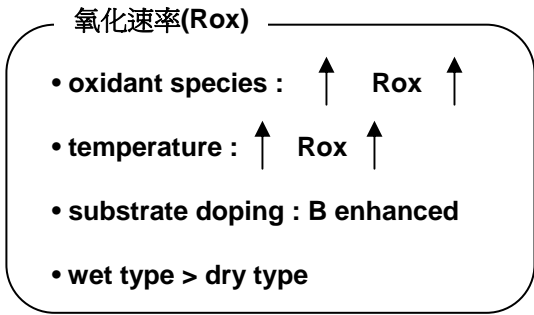 氧化速率(Rox)
• oxidant species : ↑ Rox ↑
• temperature : ↑ Rox ↑
• substrate doping : B enhanced
• wet type > dry type